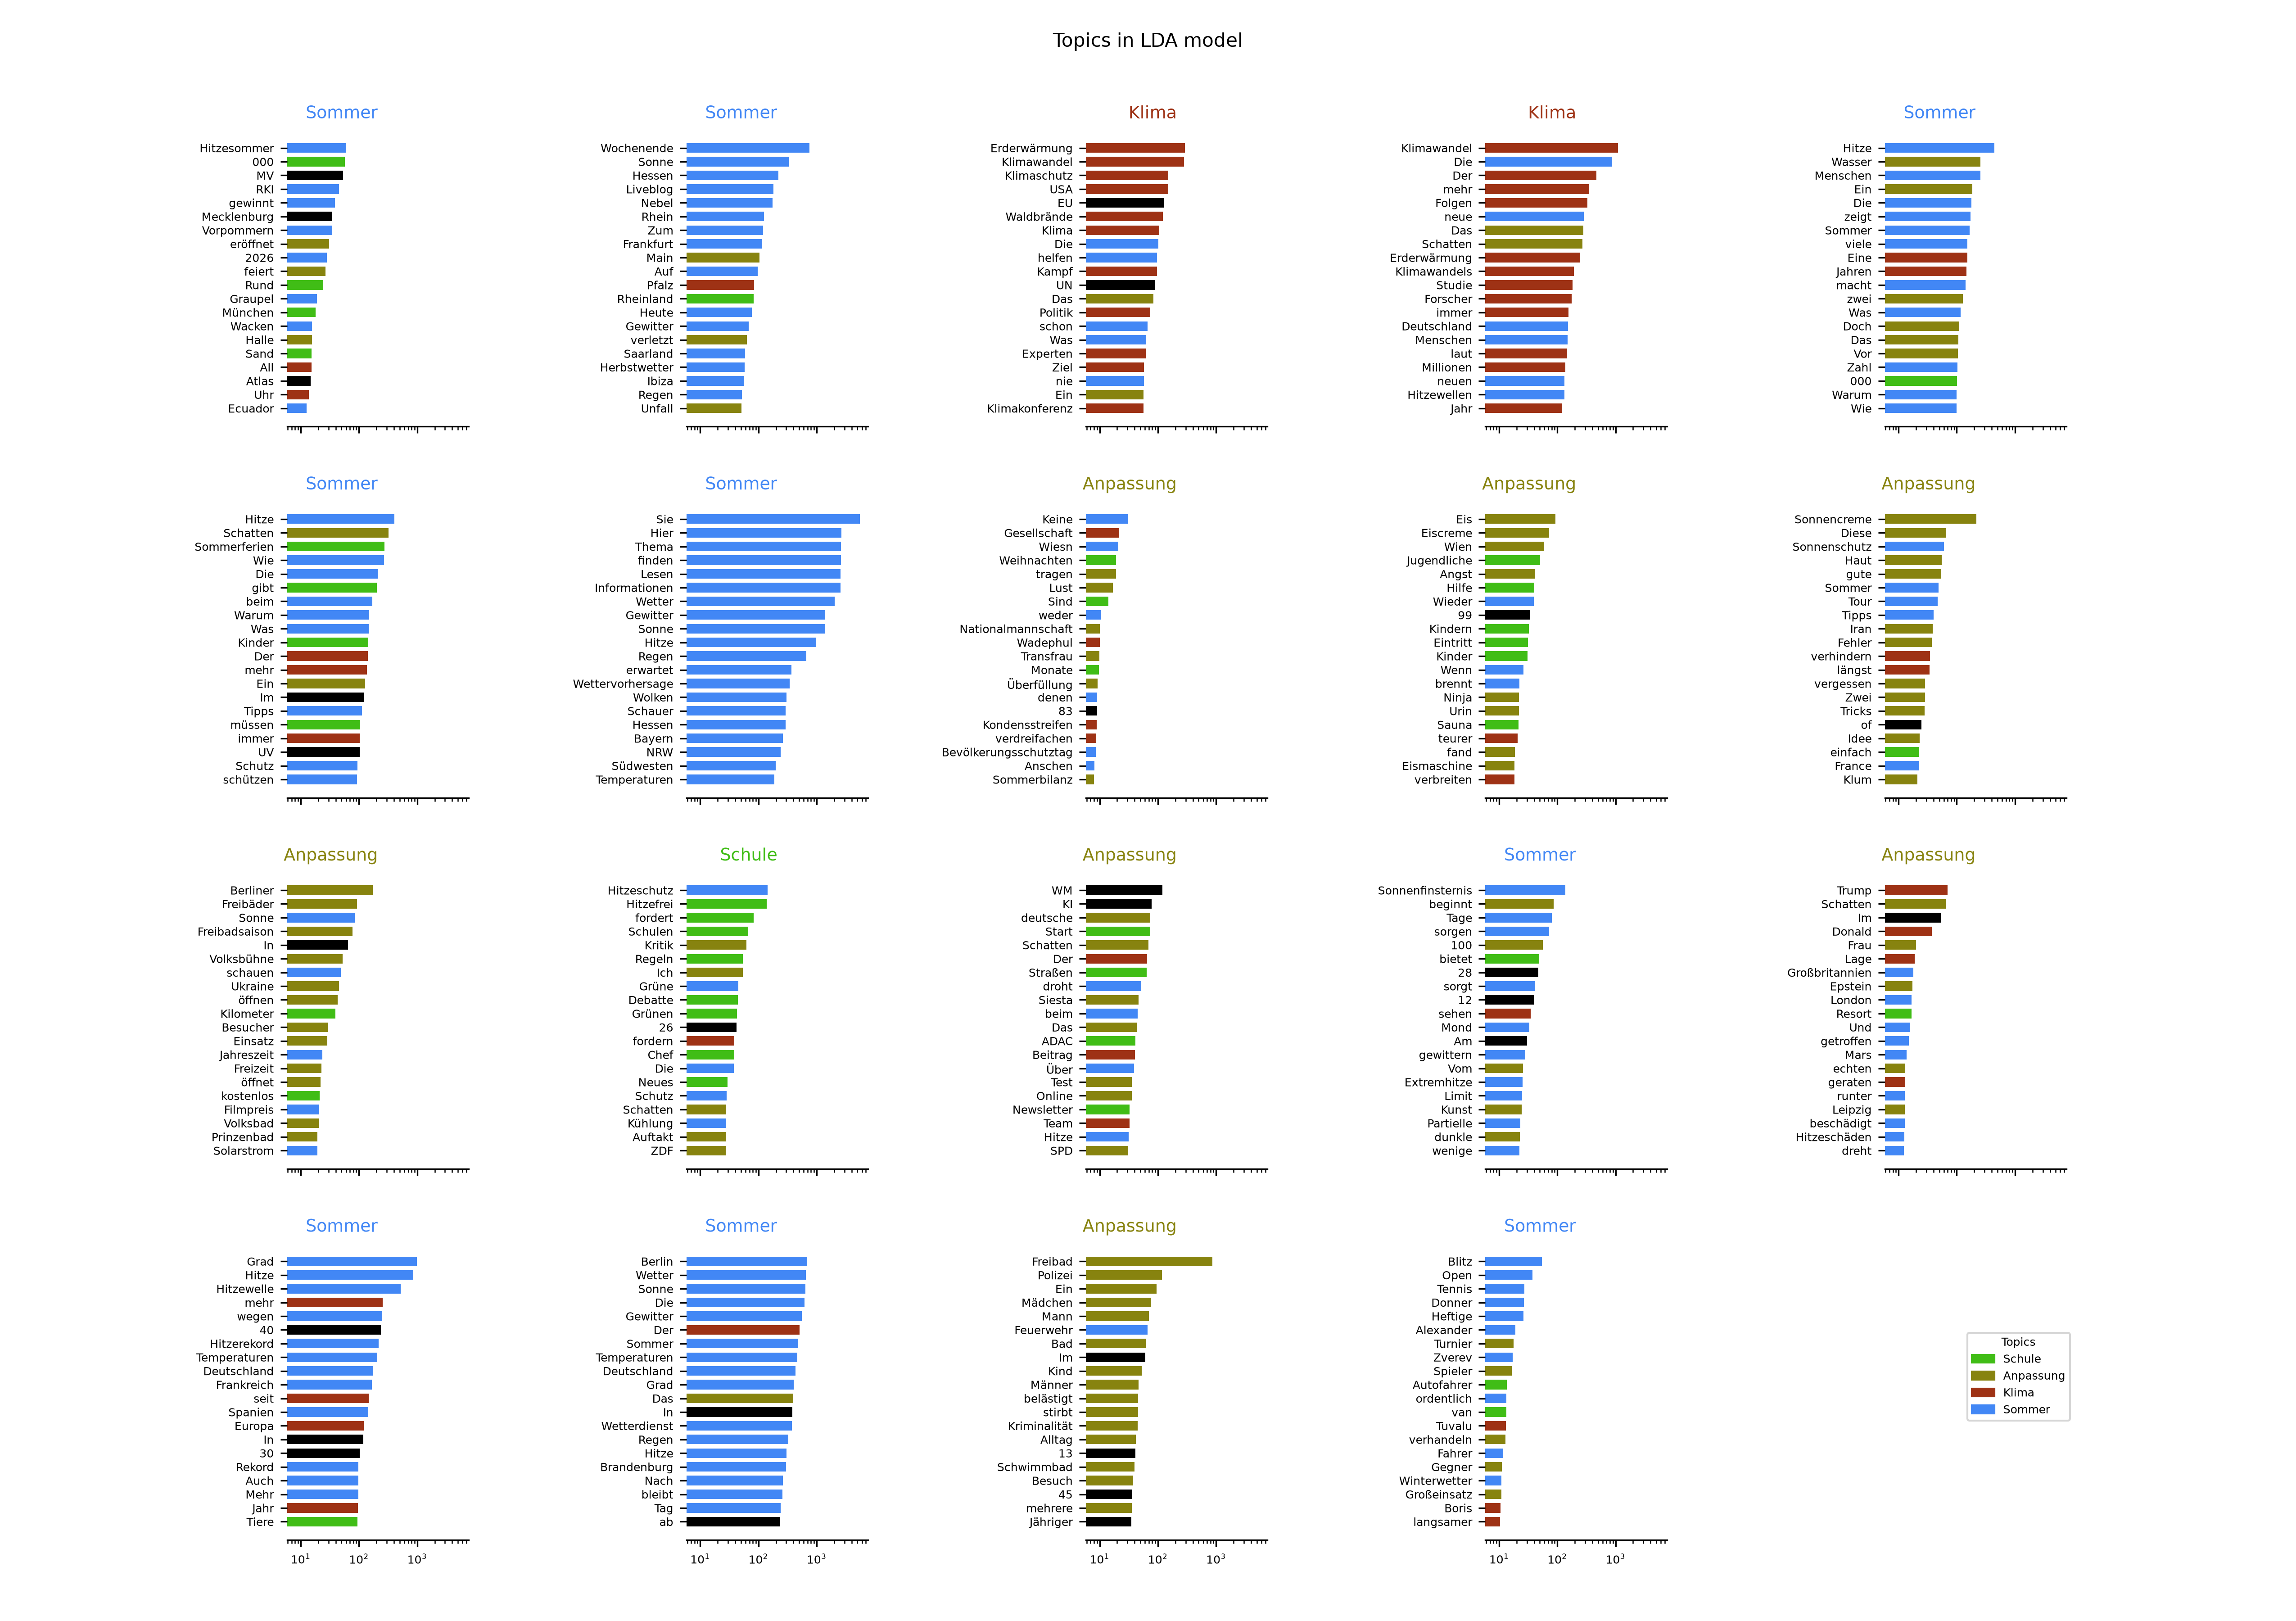 Topics in LDA model
Sommer
Hitzesommer
000
MV
RKI
gewinnt
Mecklenburg
Vorpommern
eröffnet
2026
feiert
Rund
Graupel
München
Wacken
Halle
Sand
All
Atlas
Uhr
Ecuador
Sommer
Wochenende
Sonne
Hessen
Liveblog
Nebel
Rhein
Zum
Frankfurt
Main
Auf
Pfalz
Rheinland
Heute
Gewitter
verletzt
Saarland
Herbstwetter
Ibiza
Regen
Unfall
Klima
Erderwärmung
Klimawandel
Klimaschutz
USA
EU
Waldbrände
Klima
Die
helfen
Kampf
UN
Das
Politik
schon
Was
Experten
Ziel
nie
Ein
Klimakonferenz
Klima
Klimawandel
Die
Der
mehr
Folgen
neue
Das
Schatten
Erderwärmung
Klimawandels
Studie
Forscher
immer
Deutschland
Menschen
laut
Millionen
neuen
Hitzewellen
Jahr
Sommer
Hitze
Wasser
Menschen
Ein
Die
zeigt
Sommer
viele
Eine
Jahren
macht
zwei
Was
Doch
Das
Vor
Zahl
000
Warum
Wie
Sommer
Hitze
Schatten
Sommerferien
Wie
Die
gibt
beim
Warum
Was
Kinder
Der
mehr
Ein
Im
Tipps
müssen
immer
UV
Schutz
schützen
Sommer
Sie
Hier
Thema
finden
Lesen
Informationen
Wetter
Gewitter
Sonne
Hitze
Regen
erwartet
Wettervorhersage
Wolken
Schauer
Hessen
Bayern
NRW
Südwesten
Temperaturen
Anpassung
Keine
Gesellschaft
Wiesn
Weihnachten
tragen
Lust
Sind
weder
Nationalmannschaft
Wadephul
Transfrau
Monate
Überfüllung
denen
83
Kondensstreifen
verdreifachen
Bevölkerungsschutztag
Anschen
Sommerbilanz
Anpassung
Eis
Eiscreme
Wien
Jugendliche
Angst
Hilfe
Wieder
99
Kindern
Eintritt
Kinder
Wenn
brennt
Ninja
Urin
Sauna
teurer
fand
Eismaschine
verbreiten
Anpassung
Sonnencreme
Diese
Sonnenschutz
Haut
gute
Sommer
Tour
Tipps
Iran
Fehler
verhindern
längst
vergessen
Zwei
Tricks
of
Idee
einfach
France
Klum
Anpassung
Berliner
Freibäder
Sonne
Freibadsaison
In
Volksbühne
schauen
Ukraine
öffnen
Kilometer
Besucher
Einsatz
Jahreszeit
Freizeit
öffnet
kostenlos
Filmpreis
Volksbad
Prinzenbad
Solarstrom
Schule
Hitzeschutz
Hitzefrei
fordert
Schulen
Kritik
Regeln
Ich
Grüne
Debatte
Grünen
26
fordern
Chef
Die
Neues
Schutz
Schatten
Kühlung
Auftakt
ZDF
Anpassung
WM
KI
deutsche
Start
Schatten
Der
Straßen
droht
Siesta
beim
Das
ADAC
Beitrag
Über
Test
Online
Newsletter
Team
Hitze
SPD
Sommer
Sonnenfinsternis
beginnt
Tage
sorgen
100
bietet
28
sorgt
12
sehen
Mond
Am
gewittern
Vom
Extremhitze
Limit
Kunst
Partielle
dunkle
wenige
Anpassung
Trump
Schatten
Im
Donald
Frau
Lage
Großbritannien
Epstein
London
Resort
Und
getroffen
Mars
echten
geraten
runter
Leipzig
beschädigt
Hitzeschäden
dreht
Sommer
Grad
Hitze
Hitzewelle
mehr
wegen
40
Hitzerekord
Temperaturen
Deutschland
Frankreich
seit
Spanien
Europa
In
30
Rekord
Auch
Mehr
Jahr
Tiere
10¹ 10² 10³
Sommer
Berlin
Wetter
Sonne
Die
Gewitter
Der
Sommer
Temperaturen
Deutschland
Grad
Das
In
Wetterdienst
Regen
Hitze
Brandenburg
Nach
bleibt
Tag
ab
10¹ 10² 10³
Anpassung
Freibad
Polizei
Ein
Mädchen
Mann
Feuerwehr
Bad
Im
Kind
Männer
belästigt
stirbt
Kriminalität
Alltag
13
Schwimmbad
Besuch
45
mehrere
Jähriger
10¹ 10² 10³
Sommer
Blitz
Open
Tennis
Donner
Heftige
Alexander
Turnier
Zverev
Spieler
Autofahrer
ordentlich
van
Tuvalu
verhandeln
Fahrer
Gegner
Winterwetter
Großeinsatz
Boris
langsamer
10¹ 10² 10³
Topics
Schule
Anpassung
Klima
Sommer